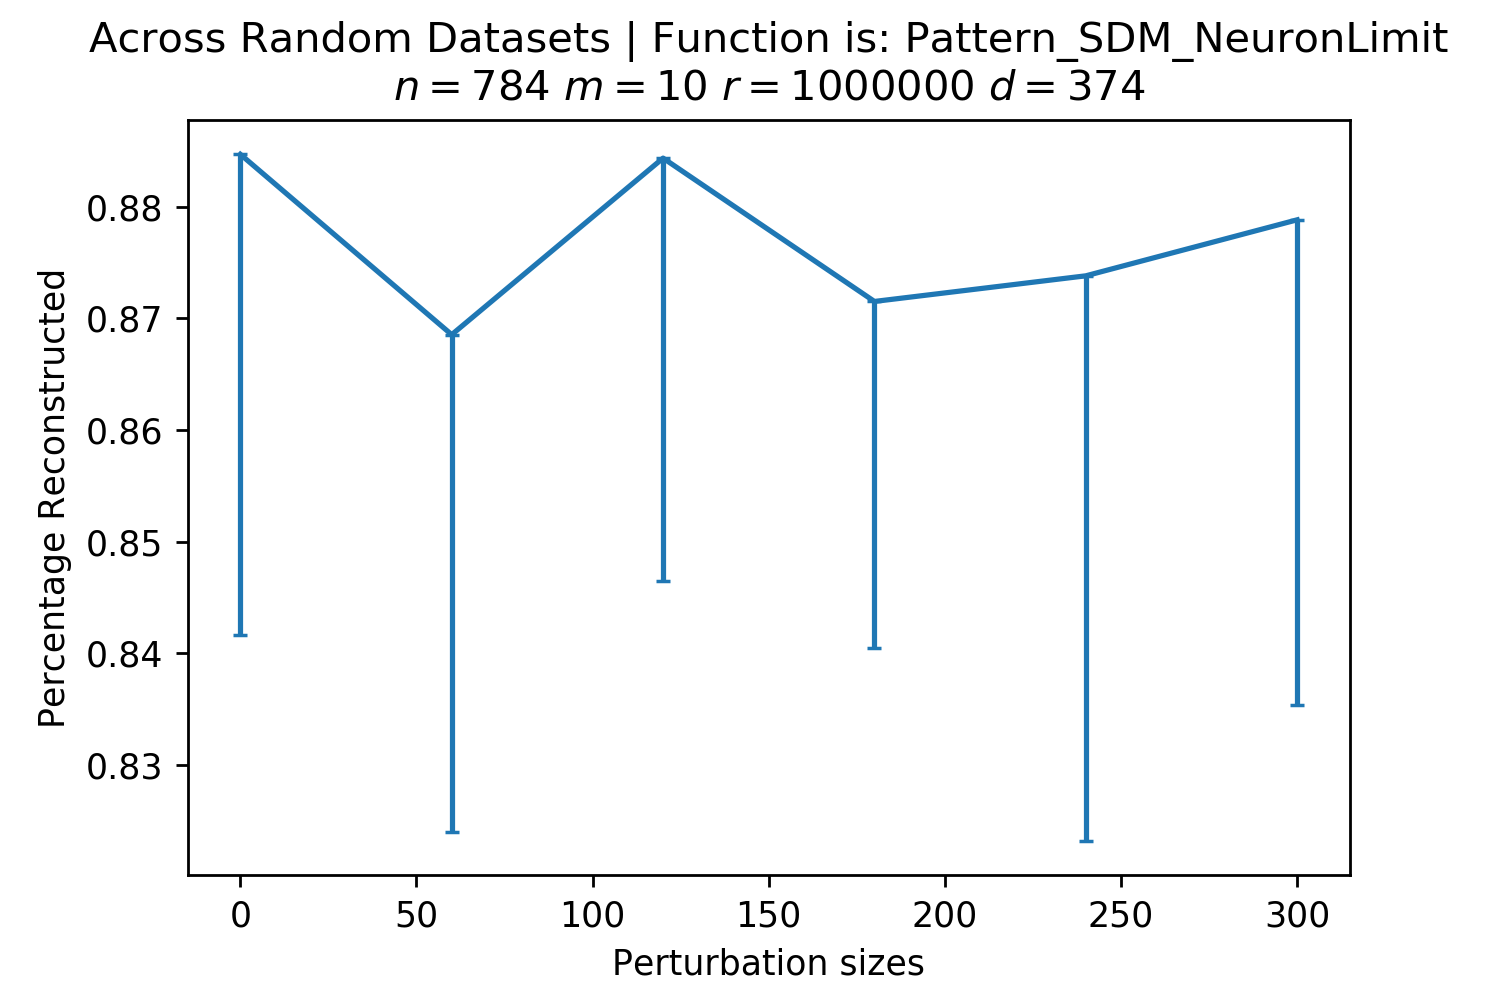 Across Random Datasets | Function is: Pattern_SDM_NeuronLimit
n = 784 m = 10 r = 1000000 d = 374
Percentage Reconstructed
0.88
0.87
0.86
0.85
0.84
0.83
0 50 100 150 200 250 300
Perturbation sizes